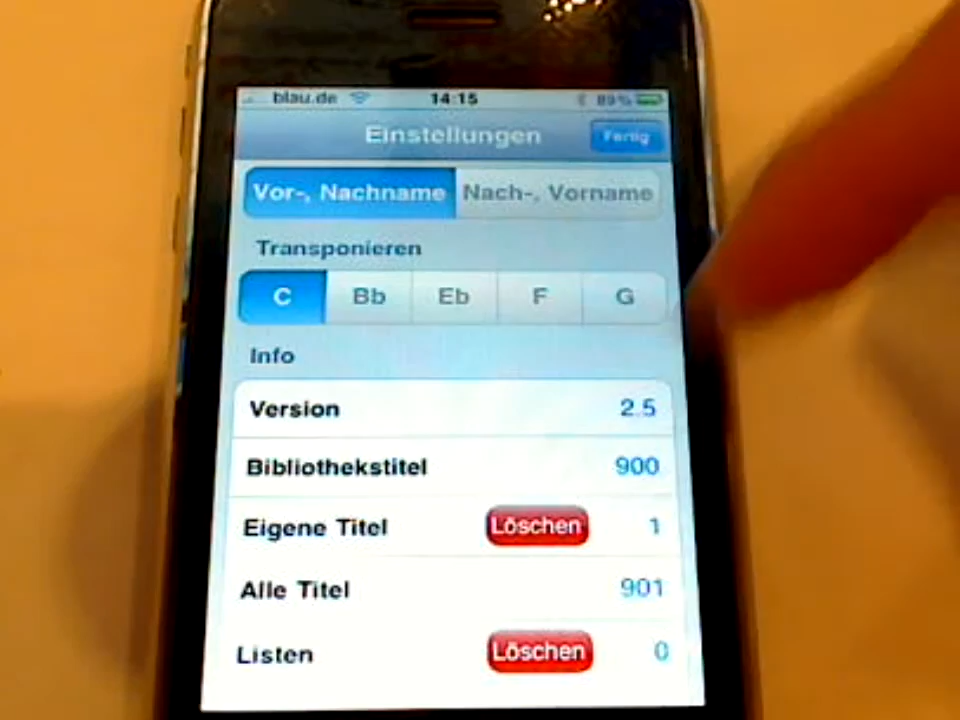 blau.de 14:15 89%
Einstellungen Fertig
Vor-, Nachname Nach-, Vorname
Transponieren
C Bb Eb F G
Info
Version 2.5
Bibliothekstitel 900
Eigene Titel Löschen 1
Alle Titel 901
Listen Löschen 0